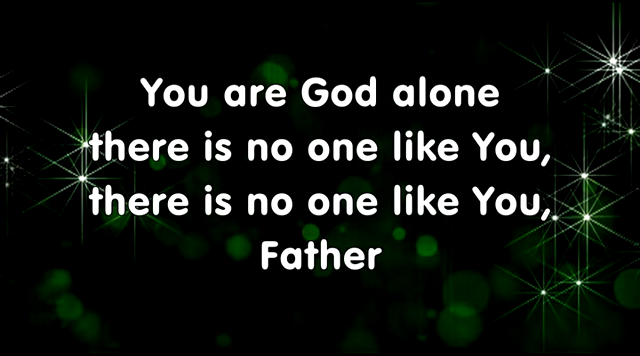 You are God alone
there is no one like You,
there is no one like You,
Father